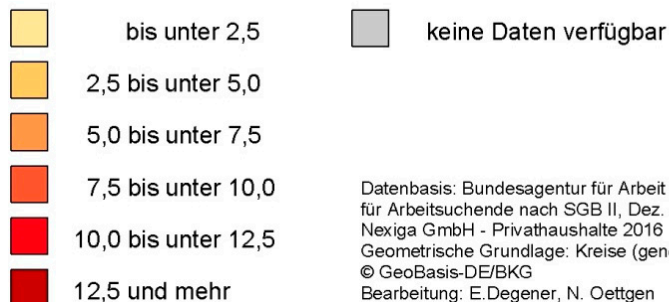 bis unter 2,5
keine Daten verfügbar
2,5 bis unter 5,0
5,0 bis unter 7,5
7,5 bis unter 10,0
10,0 bis unter 12,5
12,5 und mehr
Datenbasis: Bundesagentur für Arbeit
für Arbeitsuchende nach SGB II, Dez.
Nexiga GmbH - Privathaushalte 2016
Geometrische Grundlage: Kreise
© GeoBasis-DE/BKG
Bearbeitung: E.Degener, N. Oettgen